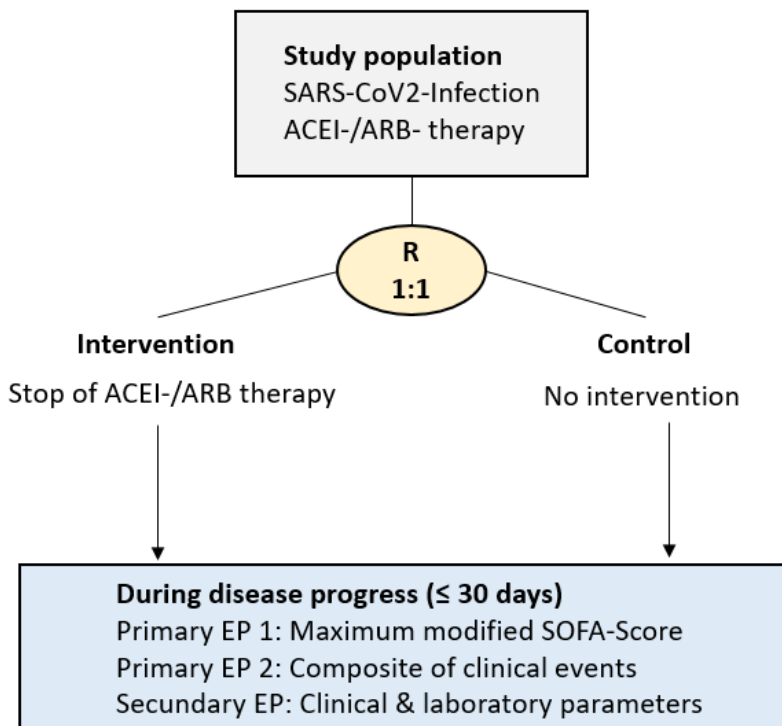 Study population
SARS-CoV2-Infection
ACEI-/ARB- therapy
R
1:1
Intervention
Stop of ACEI-/ARB therapy
Control
No intervention
During disease progress (≤ 30 days)
Primary EP 1: Maximum modified SOFA-Score
Primary EP 2: Composite of clinical events
Secundary EP: Clinical & laboratory parameters